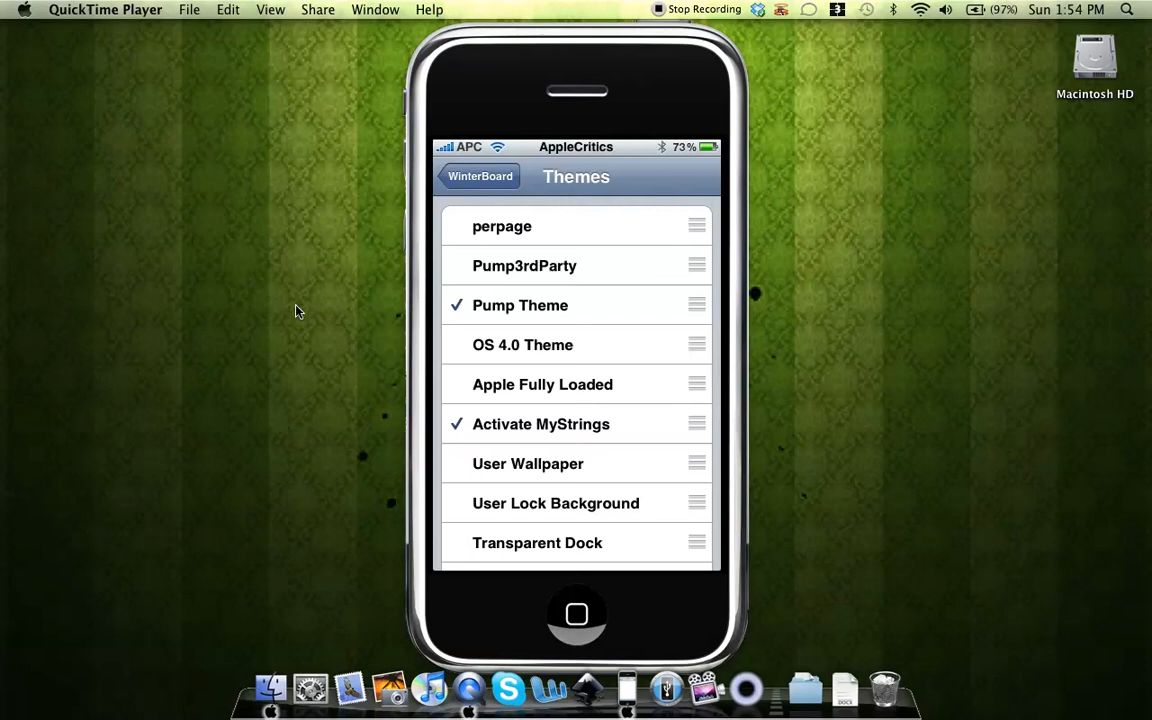 QuickTime Player File Edit View Share Window Help Stop Recording 3 (97%) Sun 1:54 PM
Macintosh HD
APC AppleCritics 73%
WinterBoard Themes
perpage
Pump3rdParty
Pump Theme
OS 4.0 Theme
Apple Fully Loaded
Activate MyStrings
User Wallpaper
User Lock Background
Transparent Dock
DOCX